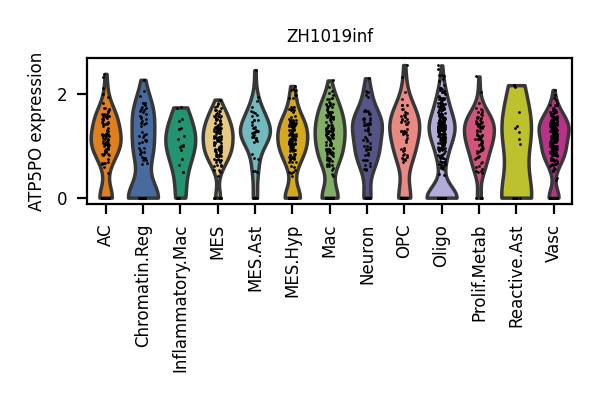 ZH1019inf
ATP5PO expression
2
0
AC
Chromatin.Reg
Inflammatory.Mac
MES
MES.Ast
MES.Hyp
Mac
Neuron
OPC
Oligo
Prolif.Metab
Reactive.Ast
Vasc